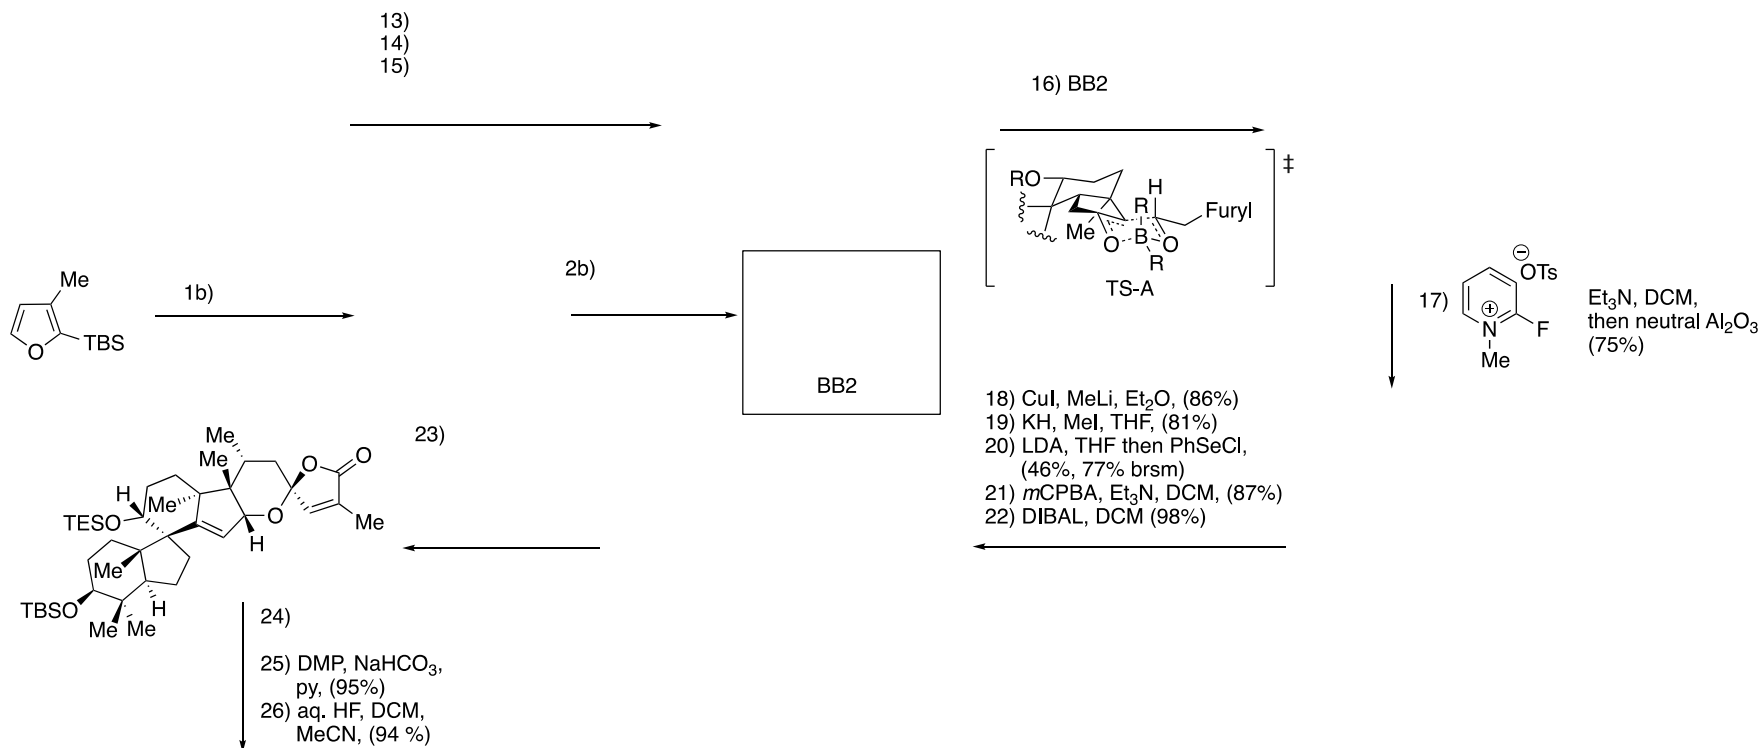 13)
14)
15)
16) BB2
RO
H
R
Furyl
Me
O
B
O
R
‡
TS-A
1b)
2b)
Me
O
TBS
BB2
17)
⊖
OTs
⊕
N
F
Me
Et₃N, DCM,
then neutral Al₂O₃
(75%)
18) CuI, MeLi, Et₂O, (86%)
19) KH, MeI, THF, (81%)
20) LDA, THF then PhSeCl,
(46%, 77% brsm)
21) mCPBA, Et₃N, DCM, (87%)
22) DIBAL, DCM (98%)
23)
Me
Me
O
O
H
Me
O
Me
TESO
H
Me
TBSO
H
Me
Me
24)
25) DMP, NaHCO₃,
py, (95%)
26) aq. HF, DCM,
MeCN, (94 %)